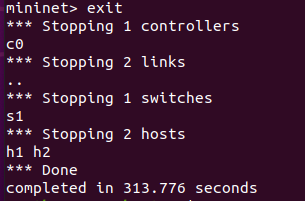 mininet> exit
*** Stopping 1 controllers
c0
*** Stopping 2 links
..
*** Stopping 1 switches
s1
*** Stopping 2 hosts
h1 h2
*** Done
completed in 313.776 seconds